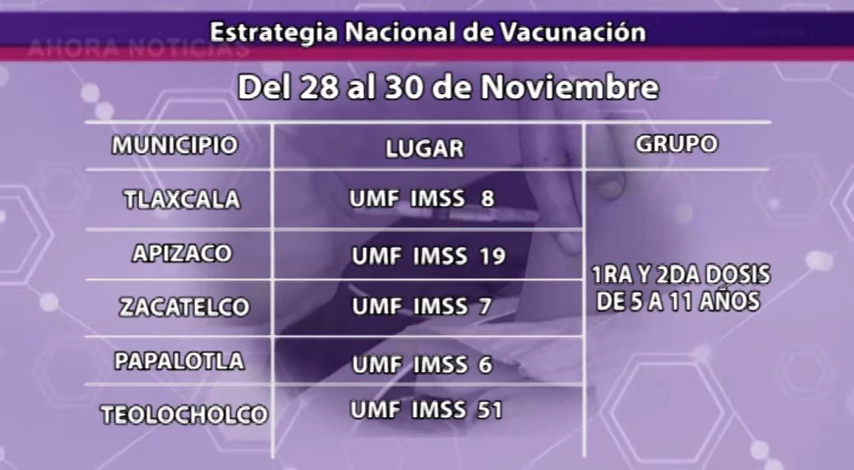 Estrategia Nacional de Vacunación
AHORA NOTICIAS
Del 28 al 30 de Noviembre
MUNICIPIO LUGAR GRUPO
TLAXCALA UMF IMSS 8
APIZACO UMF IMSS 19
1RA Y 2DA DOSIS
DE 5 A 11 AÑOS
ZACATELCO UMF IMSS 7
PAPALOTLA UMF IMSS 6
TEOLOCHOLCO UMF IMSS 51